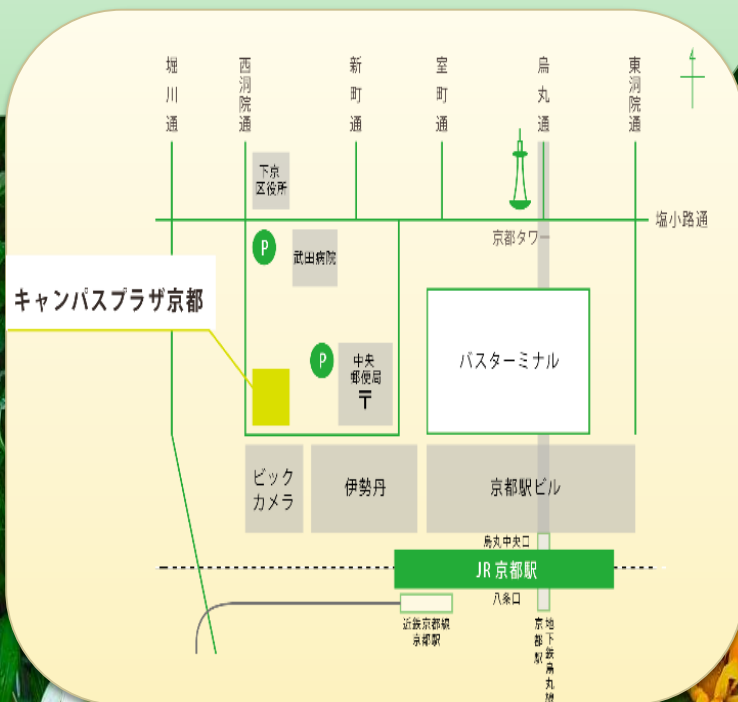 堀川通
西洞院通
新町通
室町通
烏丸通
東洞院通
下京
区役所
塩小路通
京都タワー
P
武田病院
キャンパスプラザ京都
P
中央
郵便局
〒
バスターミナル
ビック
カメラ
伊勢丹
京都駅ビル
烏丸中央口
JR 京都駅
八条口
近鉄京都線
京都駅
地下鉄烏丸線
京都駅